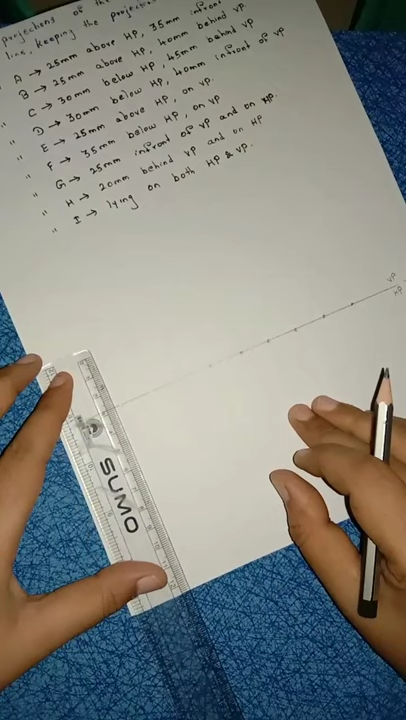 projections of the
line, keeping the projectors
A → 25mm above HP, 35mm infront
" B → 25mm above HP, 40mm behind VP
" C → 30mm below HP, 45mm behind VP
" D → 30mm below HP, 40mm infront of VP
" E → 25mm above HP, on VP.
" F → 35mm below HP, on VP
" G → 25mm infront of VP and on HP.
" H → 20mm behind VP and on HP
" I → lying on both HP & VP.
VP
HP
SUMO